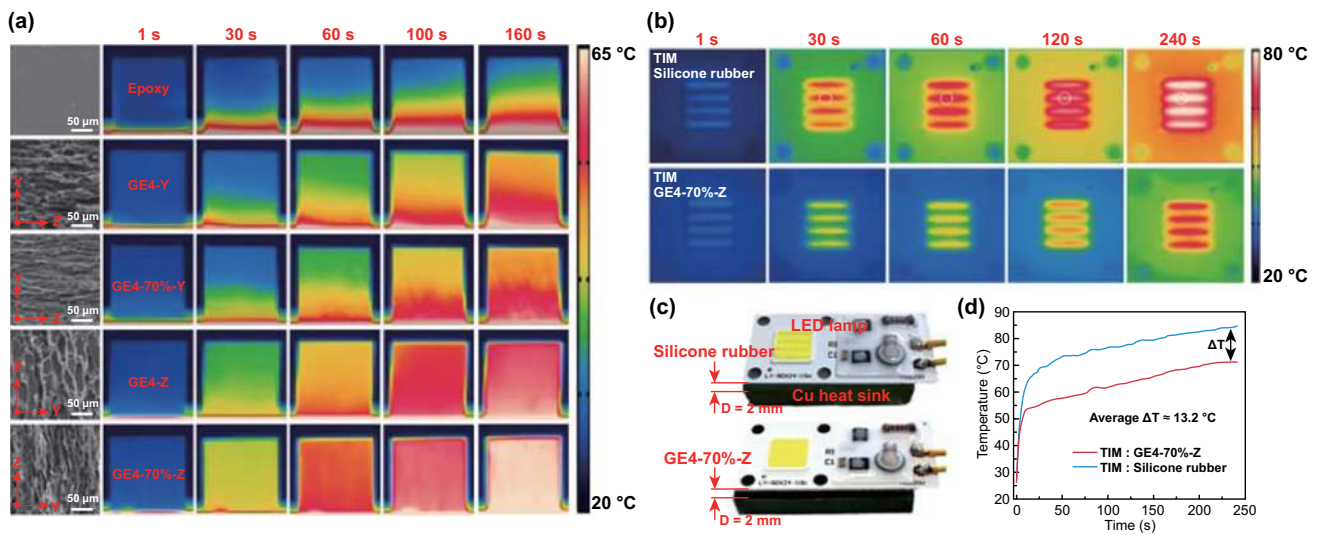 (a)
1 s 30 s 60 s 100 s 160 s
65 °C
Epoxy
50 µm
GE4-Y
Y
Z
50 µm
GE4-70%-Y
Y
Z
50 µm
GE4-Z
Z
Y
50 µm
GE4-70%-Z
Z
Y
50 µm
20 °C
(b)
1 s 30 s 60 s 120 s 240 s
TIM
Silicone rubber
80 °C
TIM
GE4-70%-Z
20 °C
(c)
LED lamp
Silicone rubber
R1
C1
Cu heat sink
D = 2 mm
GE4-70%-Z
R1
C1
D = 2 mm
(d)
90
80
70
60
50
40
30
20
Temperature (°C)
ΔT
Average ΔT ≈ 13.2 °C
TIM : GE4-70%-Z
TIM : Silicone rubber
0 50 100 150 200 250
Time (s)